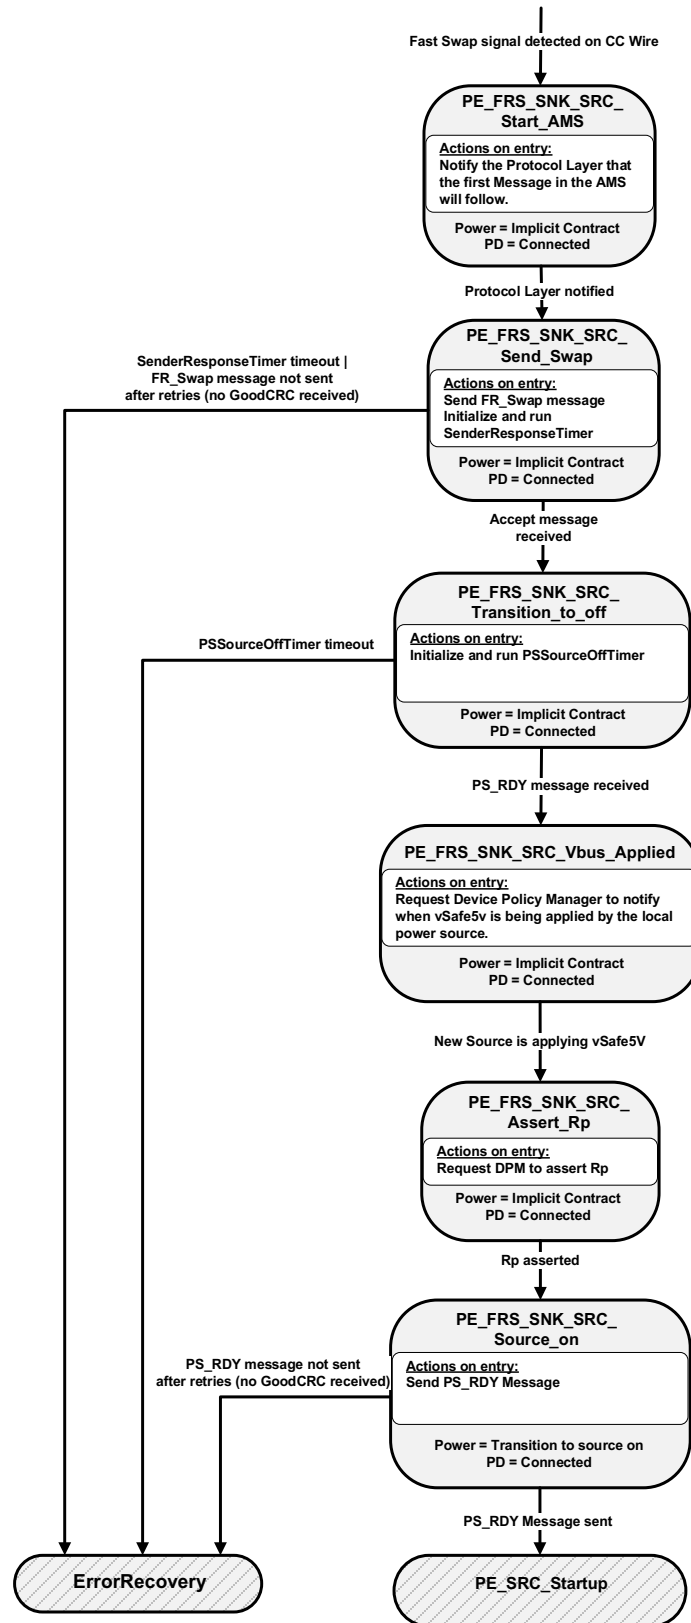 Fast Swap signal detected on CC Wire
PE_FRS_SNK_SRC_
Start_AMS
Actions on entry:
Notify the Protocol Layer that
the first Message in the AMS
will follow.
Power = Implicit Contract
PD = Connected
Protocol Layer notified
PE_FRS_SNK_SRC_
Send_Swap
SenderResponseTimer timeout |
FR_Swap message not sent
after retries (no GoodCRC received)
Actions on entry:
Send FR_Swap message
Initialize and run
SenderResponseTimer
Power = Implicit Contract
PD = Connected
Accept message
received
PE_FRS_SNK_SRC_
Transition_to_off
PSSourceOffTimer timeout
Actions on entry:
Initialize and run PSSourceOffTimer
Power = Implicit Contract
PD = Connected
PS_RDY message received
PE_FRS_SNK_SRC_Vbus_Applied
Actions on entry:
Request Device Policy Manager to notify
when vSafe5v is being applied by the local
power source.
Power = Implicit Contract
PD = Connected
New Source is applying vSafe5V
PE_FRS_SNK_SRC_
Assert_Rp
Actions on entry:
Request DPM to assert Rp
Power = Implicit Contract
PD = Connected
Rp asserted
PE_FRS_SNK_SRC_
Source_on
PS_RDY message not sent
after retries (no GoodCRC received)
Actions on entry:
Send PS_RDY Message
Power = Transition to source on
PD = Connected
PS_RDY Message sent
ErrorRecovery
PE_SRC_Startup